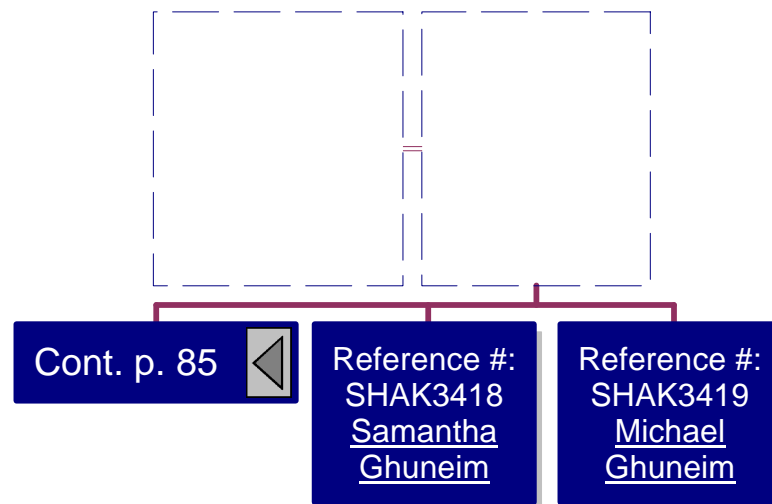 Cont. p. 85
Reference #:
SHAK3418
Samantha
Ghuneim
Reference #:
SHAK3419
Michael
Ghuneim